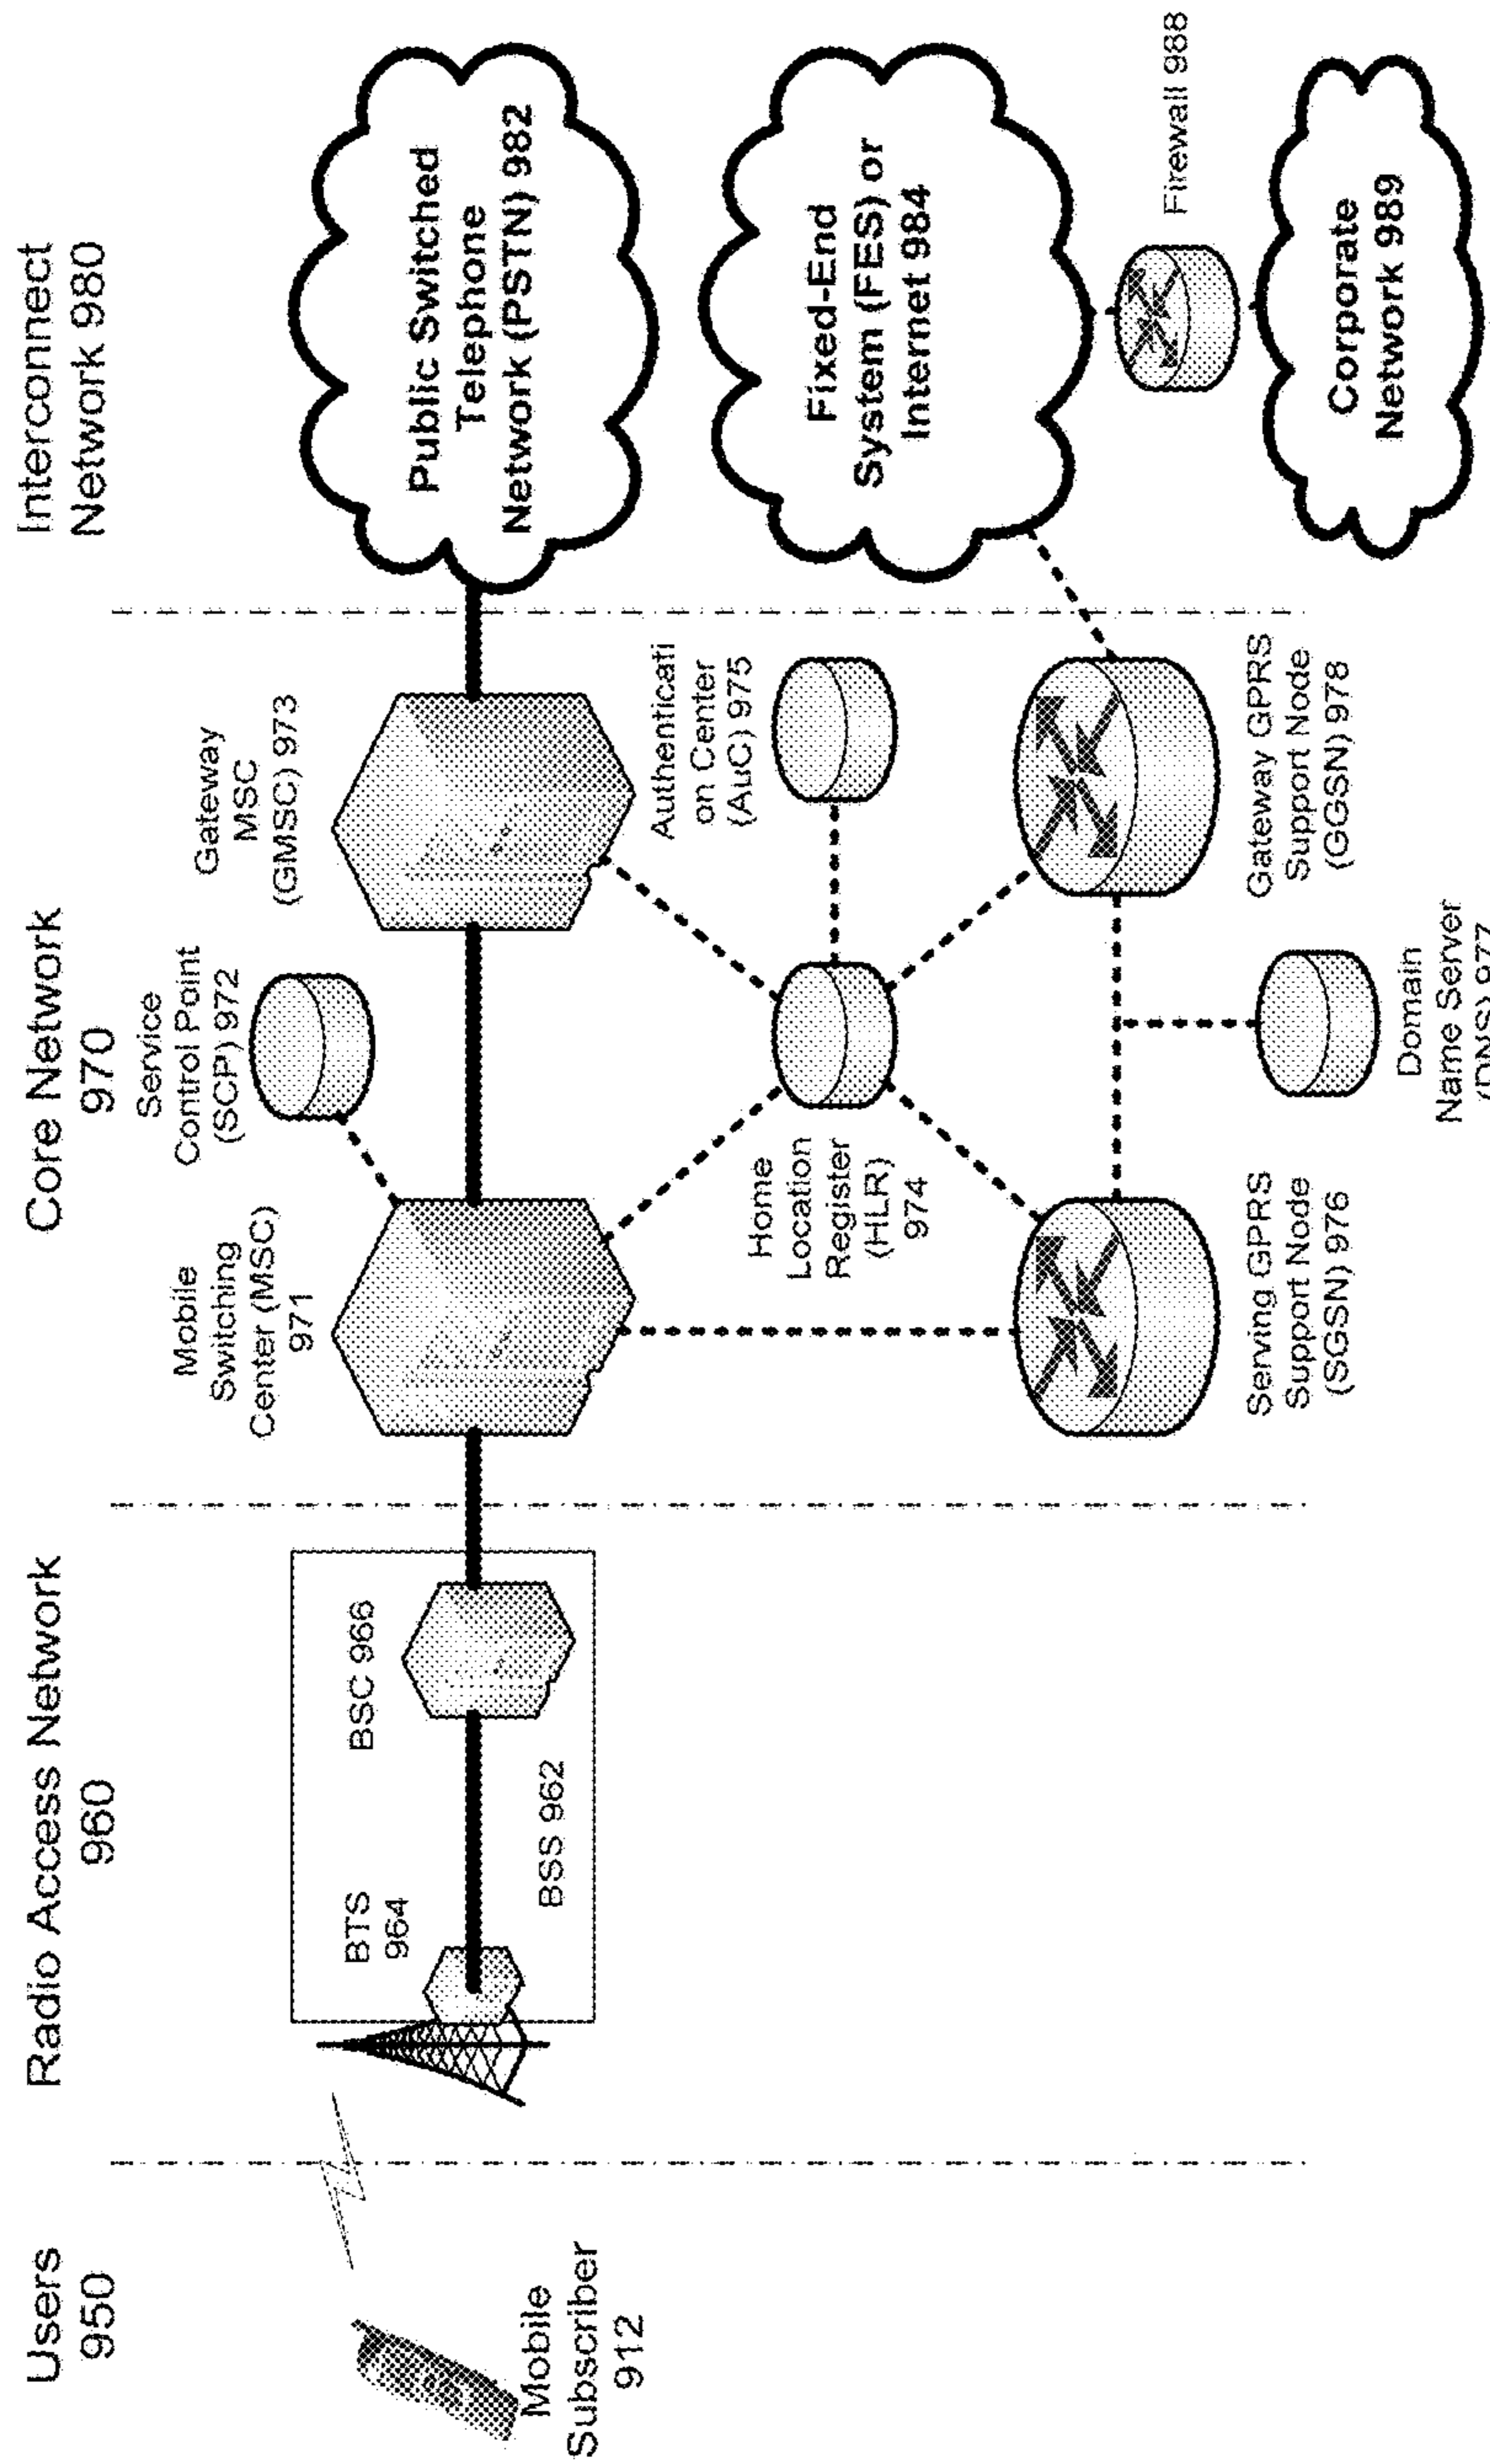 Users
950
Radio Access Network
960
Core Network
970
Interconnect
Network 980
Mobile
Subscriber
912
BTS
964
BSC 966
BSS 962
Mobile
Switching
Center (MSC)
971
Service
Control Point
(SCP) 972
Gateway
MSC
(GMSC) 973
Public Switched
Telephone
Network (PSTN) 982
Home
Location
Register
(HLR)
974
Authenticati
on Center
(AuC) 975
Fixed-End
System (FES) or
Internet 984
Serving GPRS
Support Node
(SGSN) 976
Gateway GPRS
Support Node
(GGSN) 978
Firewall 988
Domain
Name Server
(DNS) 977
Corporate
Network 989